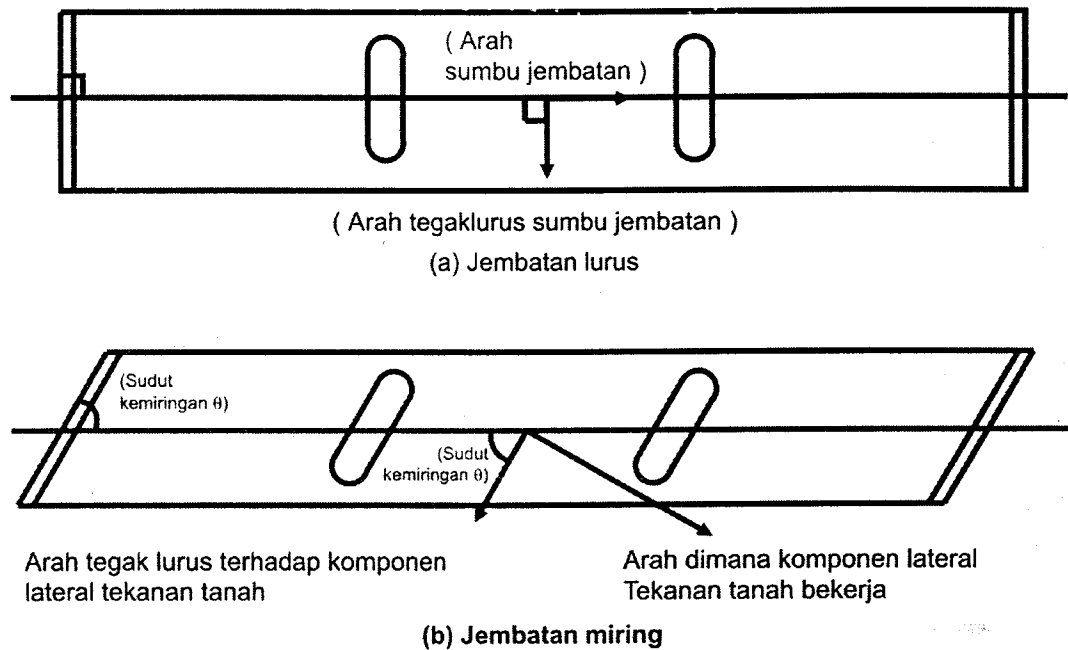 ( Arah
sumbu jembatan )
( Arah tegaklurus sumbu jembatan )
(a) Jembatan lurus
(Sudut
kemiringan θ)
(Sudut
kemiringan θ)
Arah tegak lurus terhadap komponen
lateral tekanan tanah
Arah dimana komponen lateral
Tekanan tanah bekerja
(b) Jembatan miring